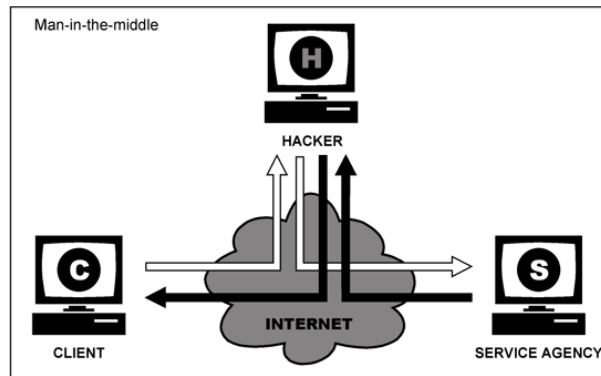 Man-in-the-middle
H
HACKER
C
S
INTERNET
CLIENT
SERVICE AGENCY